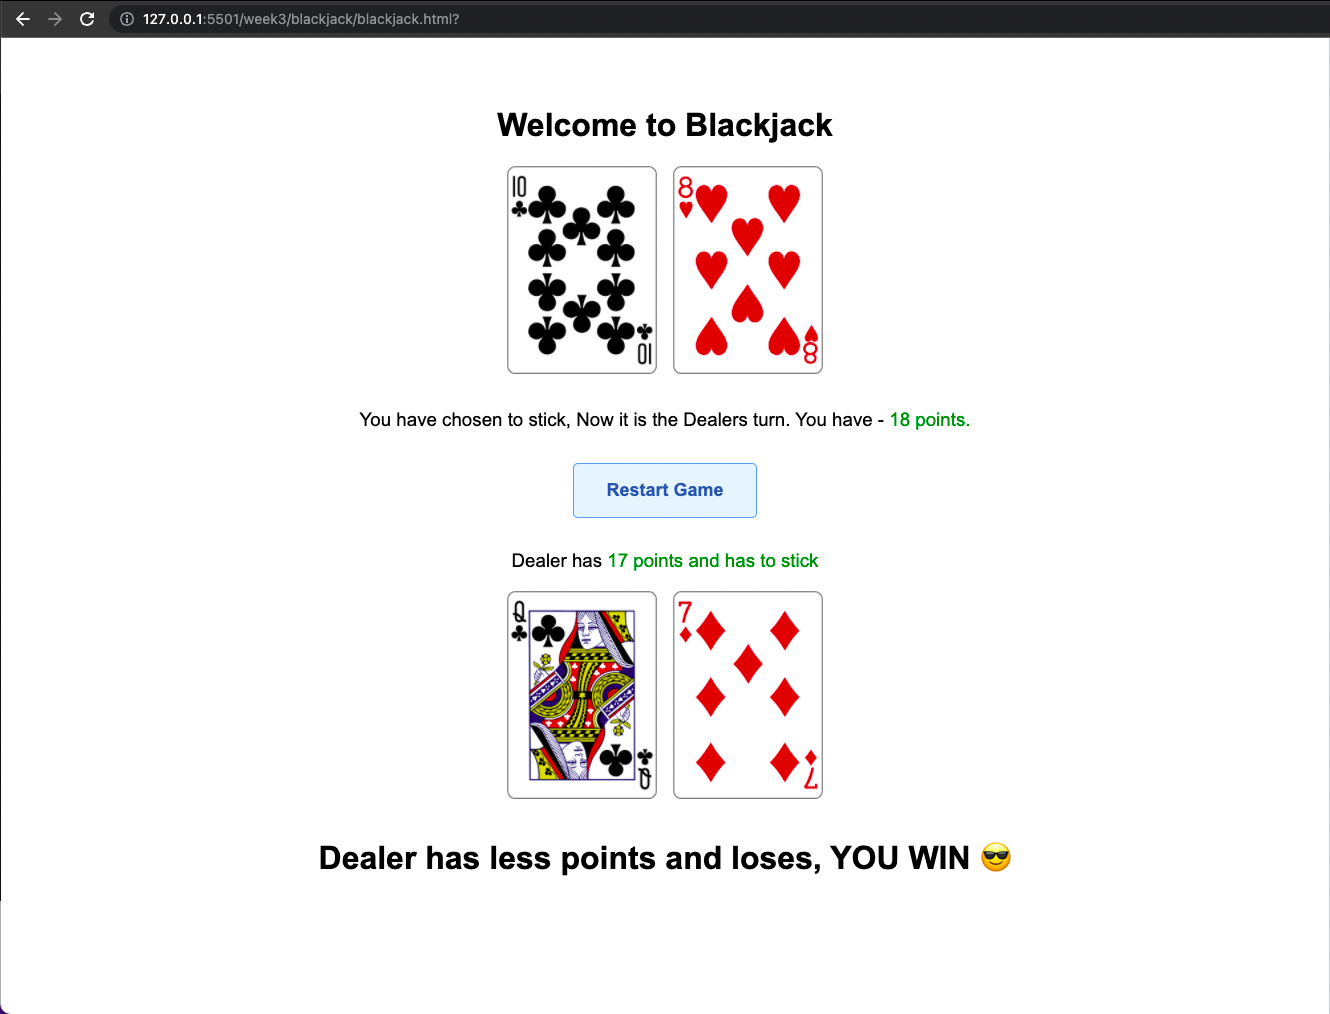 127.0.0.1:5501/week3/blackjack/blackjack.html?
Welcome to Blackjack
10 8
10 8
You have chosen to stick, Now it is the Dealers turn. You have - 18 points.
Restart Game
Dealer has 17 points and has to stick
Q 7
Q 7
Dealer has less points and loses, YOU WIN 😎